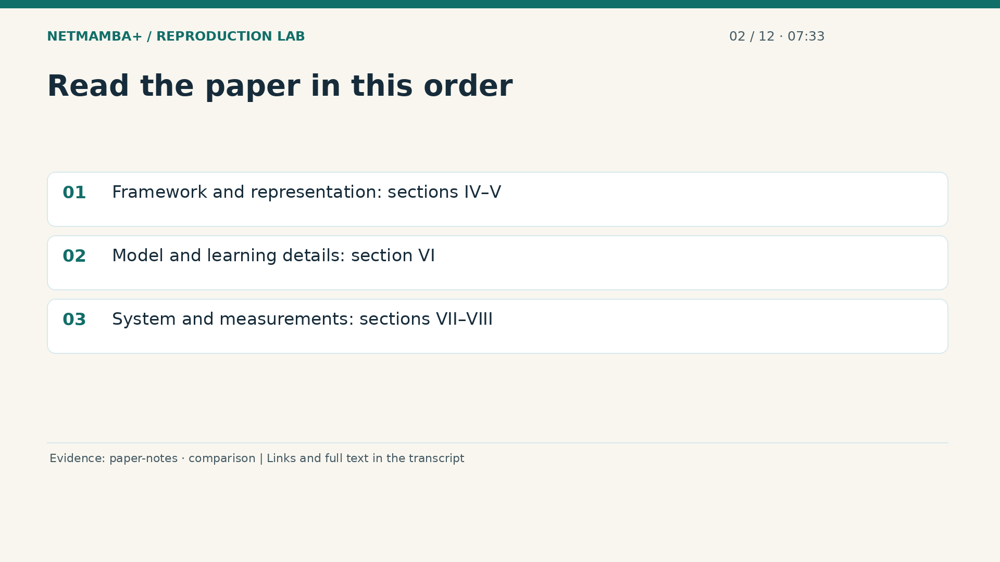 NETMAMBA+ / REPRODUCTION LAB
02 / 12 · 07:33
Read the paper in this order
01 Framework and representation: sections IV–V
02 Model and learning details: section VI
03 System and measurements: sections VII–VIII
Evidence: paper-notes · comparison | Links and full text in the transcript